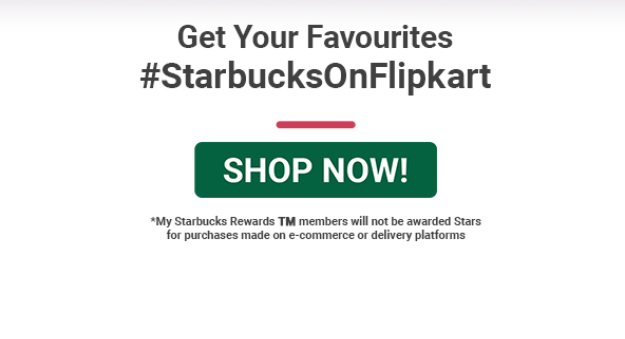 Get Your Favourites
#StarbucksOnFlipkart
SHOP NOW!
*My Starbucks Rewards TM members will not be awarded Stars
for purchases made on e-commerce or delivery platforms